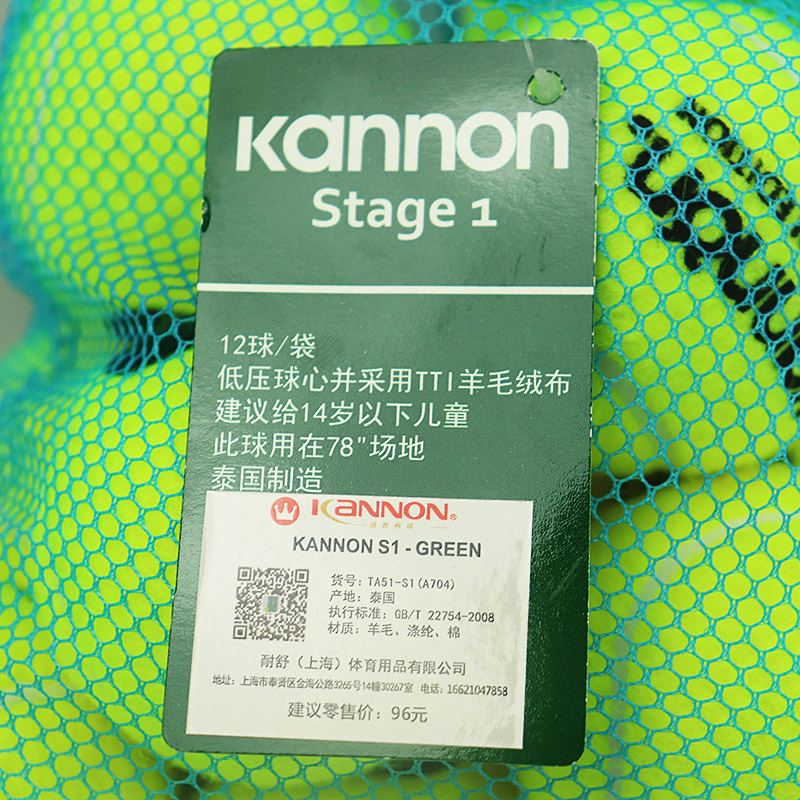 kannon
Stage 1
12球/袋
低压球心并采用TTI羊毛绒布
建议给14岁以下儿童
此球用在78"场地
泰国制造
KANNON®
KANNON S1 - GREEN
货号: TA51-S1(A704)
产地: 泰国
执行标准: GB/T 22754-2008
材质: 羊毛、涤纶、棉
耐舒（上海）体育用品有限公司
地址: 上海市奉贤区金海公路3265号14幢30267室 电话: 16621047858
建议零售价: 96元